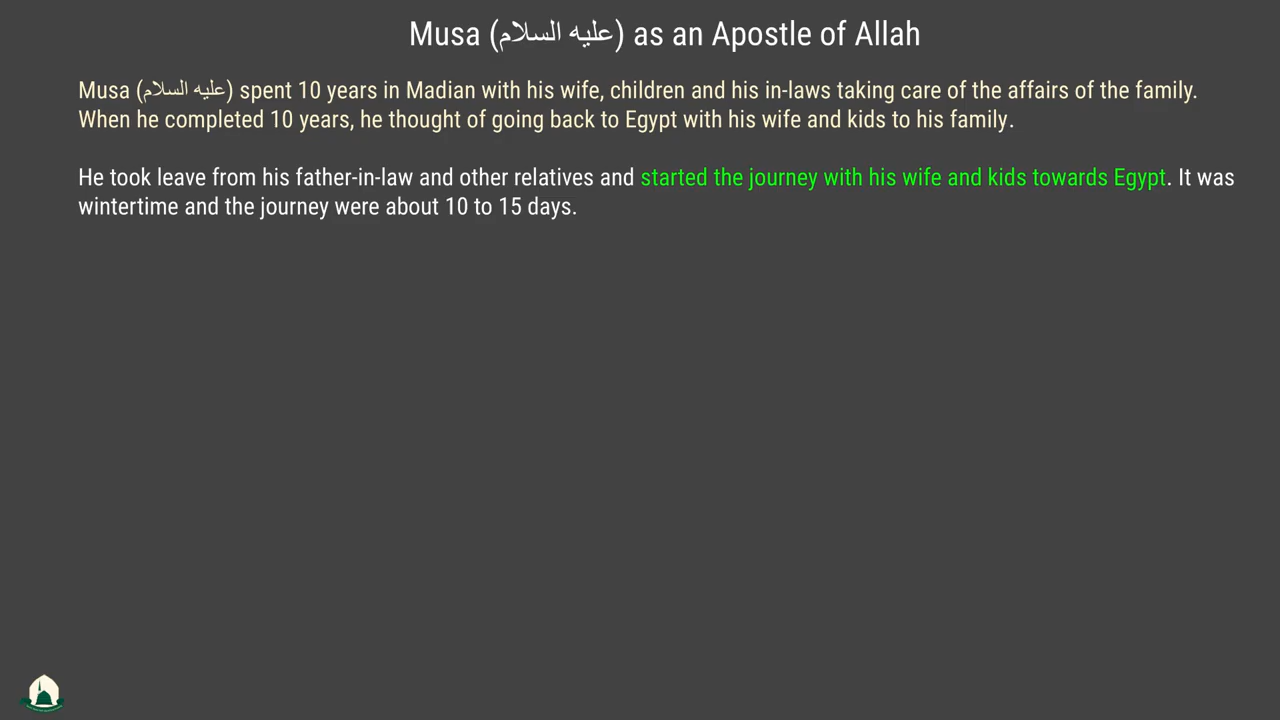 Musa (عليه السلام) as an Apostle of Allah
Musa (عليه السلام) spent 10 years in Madian with his wife, children and his in-laws taking care of the affairs of the family.
When he completed 10 years, he thought of going back to Egypt with his wife and kids to his family.
He took leave from his father-in-law and other relatives and started the journey with his wife and kids towards Egypt. It was
wintertime and the journey were about 10 to 15 days.